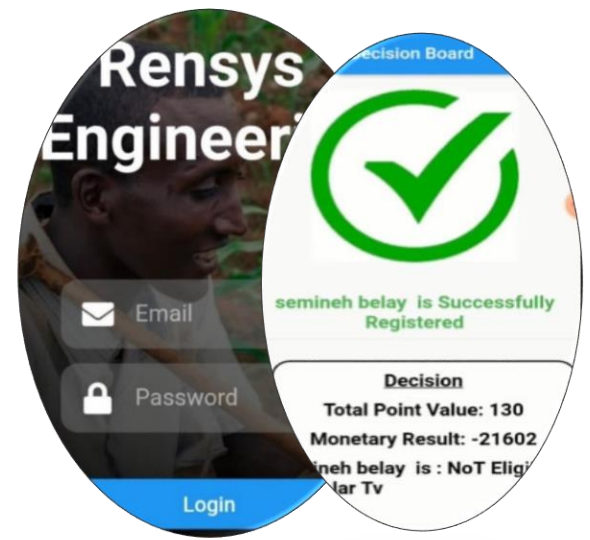 Rensys
Engineeri
Email
Password
Login
ecision Board
semineh belay is Successfully
Registered
Decision
Total Point Value: 130
Monetary Result: -21602
ineh belay is : NoT Eligi
lar Tv